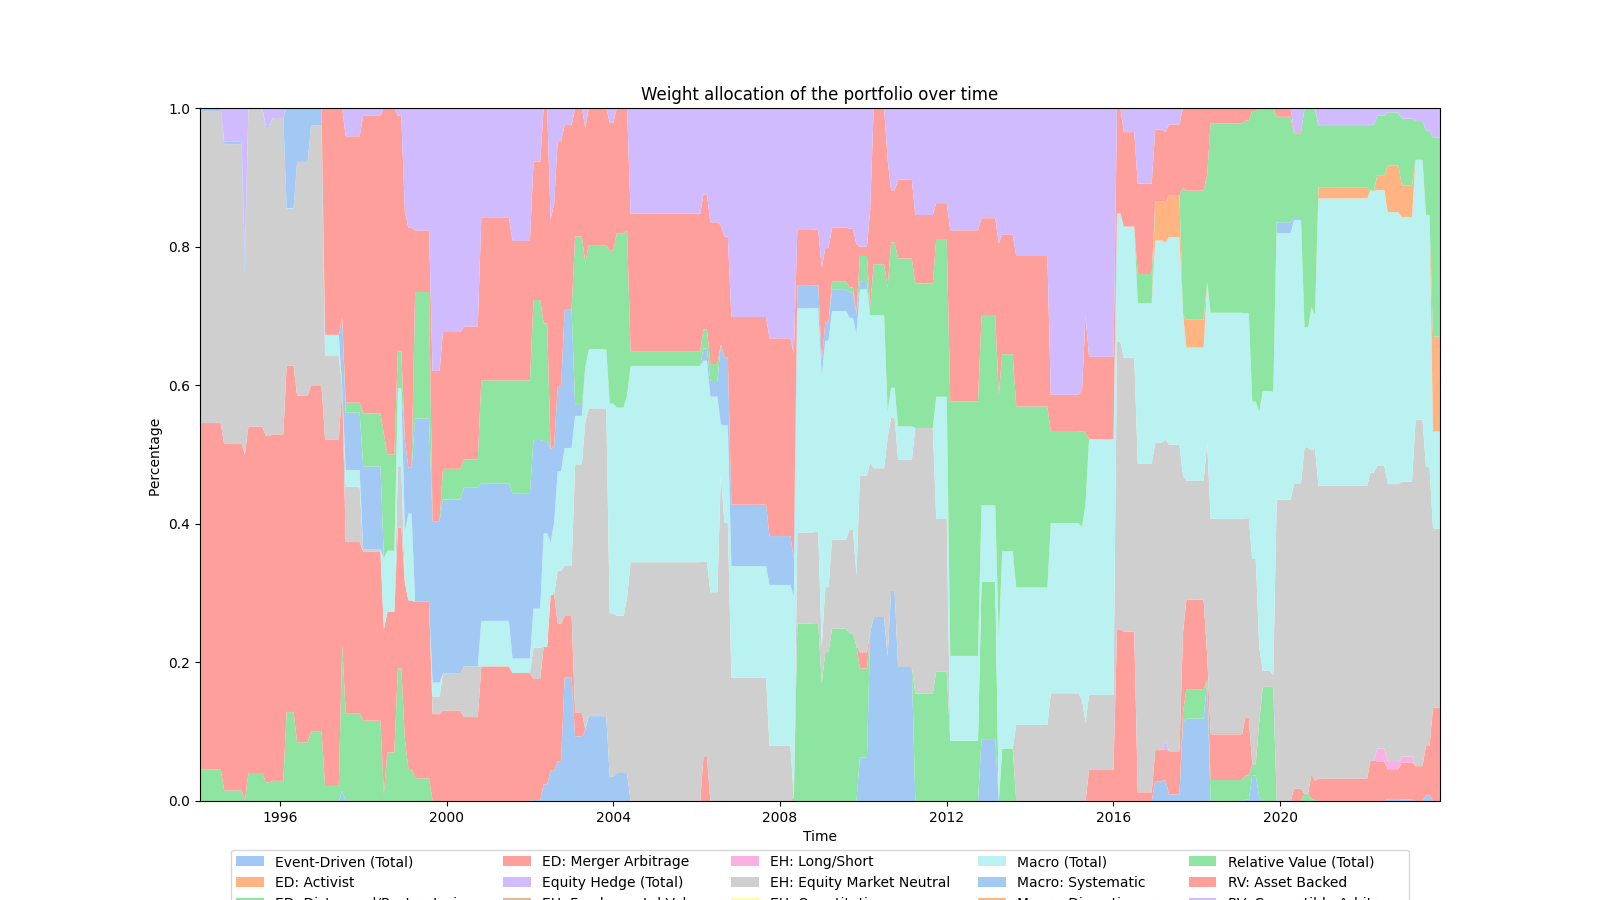 Weight allocation of the portfolio over time
1.0
0.8
0.6
0.4
0.2
0.0
Percentage
1996 2000 2004 2008 2012 2016 2020
Time
Event-Driven (Total) ED: Merger Arbitrage EH: Long/Short Macro (Total) Relative Value (Total)
ED: Activist Equity Hedge (Total) EH: Equity Market Neutral Macro: Systematic RV: Asset Backed